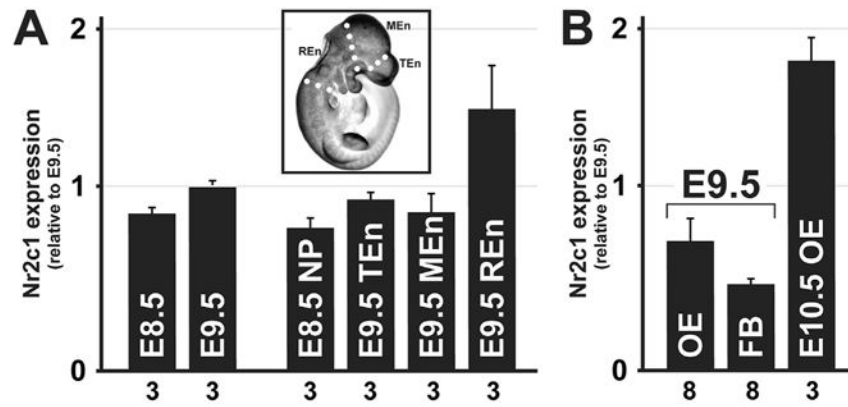 A
Nr2c1 expression
(relative to E9.5)
2
1
0
MEn
REn
TEn
E8.5
E9.5
E8.5 NP
E9.5 TEn
E9.5 MEn
E9.5 REn
3
3
3
3
3
3
B
Nr2c1 expression
(relative to E9.5)
2
1
0
E9.5
OE
FB
E10.5 OE
8
8
3